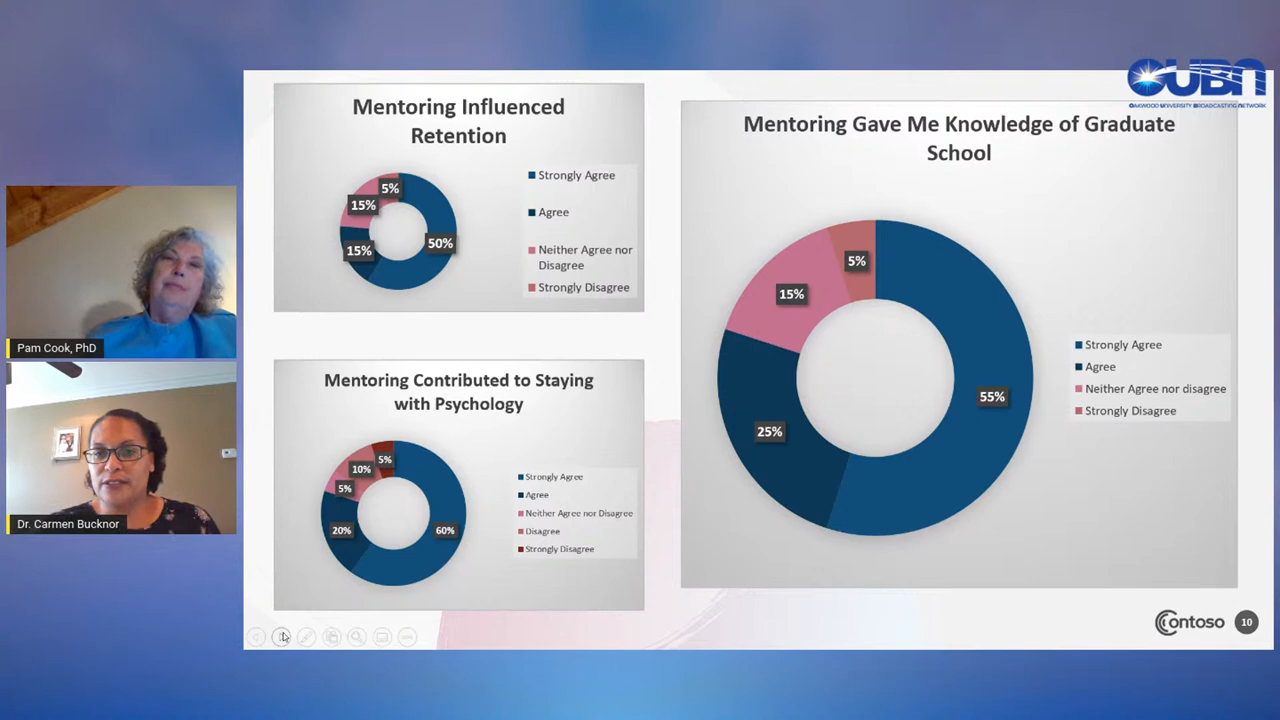 OUBN
OAKWOOD UNIVERSITY BROADCASTING NETWORK
Mentoring Influenced
Retention
5%
15%
15%
50%
Strongly Agree
Agree
Neither Agree nor
Disagree
Strongly Disagree
Mentoring Contributed to Staying
with Psychology
5%
10%
5%
20%
60%
Strongly Agree
Agree
Neither Agree nor Disagree
Disagree
Strongly Disagree
Mentoring Gave Me Knowledge of Graduate
School
5%
15%
25%
55%
Strongly Agree
Agree
Neither Agree nor disagree
Strongly Disagree
Pam Cook, PhD
Dr. Carmen Bucknor
Contoso
10